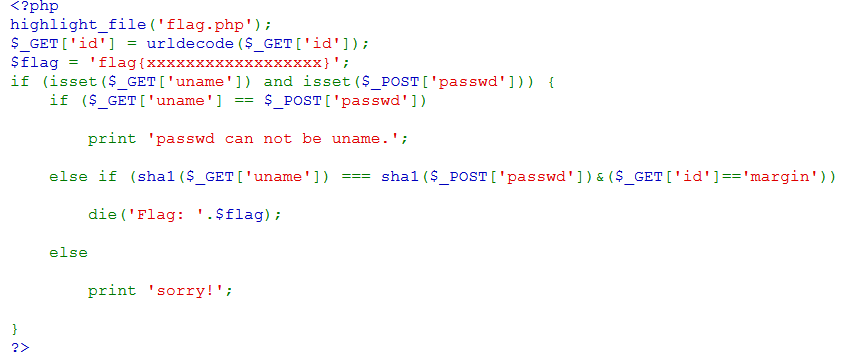 <?php
highlight_file('flag.php');
$_GET['id'] = urldecode($_GET['id']);
$flag = 'flag{xxxxxxxxxxxxxxxxxx}';
if (isset($_GET['uname']) and isset($_POST['passwd'])) {
    if ($_GET['uname'] == $_POST['passwd'])
        print 'passwd can not be uname.';
    else if (sha1($_GET['uname']) === sha1($_POST['passwd'])&($_GET['id']=='margin'))
        die('Flag: '.$flag);
    else
        print 'sorry!';
}
?>